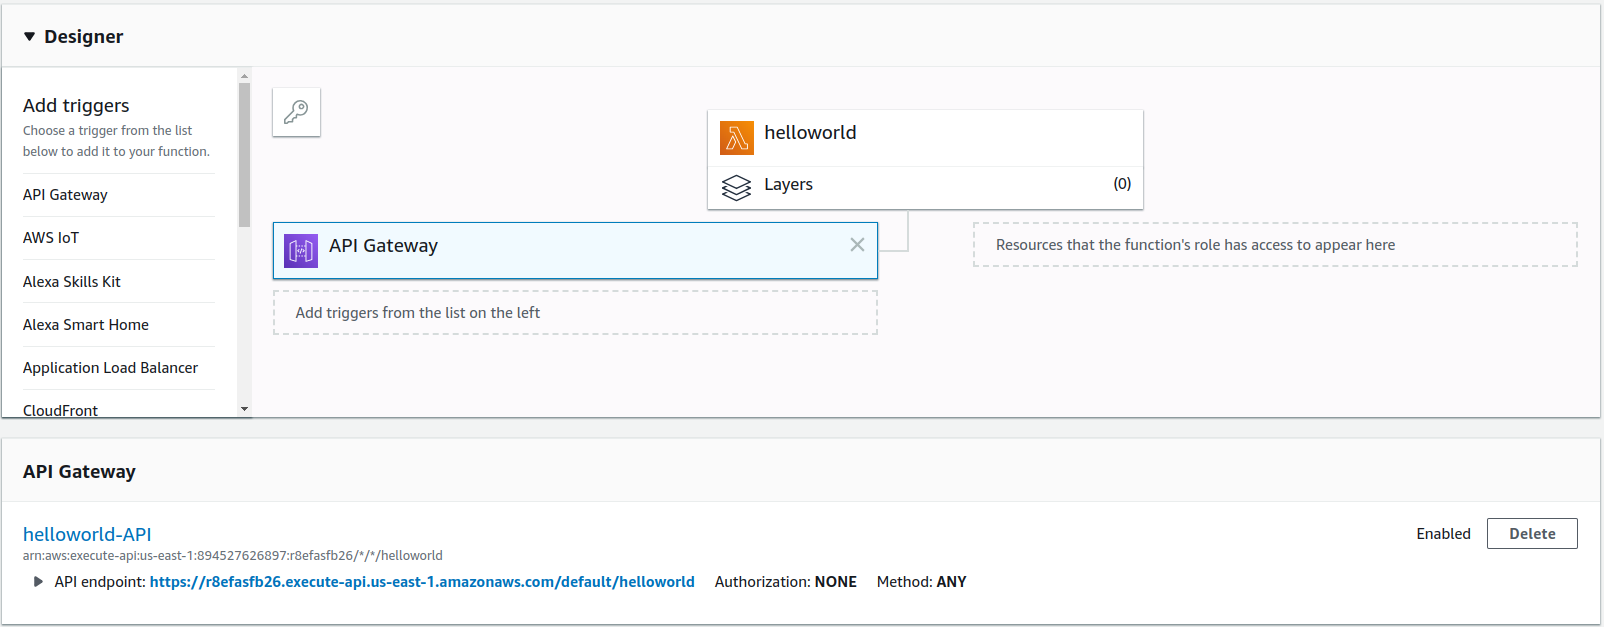 Designer
Add triggers
Choose a trigger from the list
below to add it to your function.
API Gateway
AWS IoT
Alexa Skills Kit
Alexa Smart Home
Application Load Balancer
CloudFront
helloworld
Layers (0)
API Gateway
Add triggers from the list on the left
Resources that the function's role has access to appear here
API Gateway
helloworld-API
arn:aws:execute-api:us-east-1:894527626897:r8efasfb26/*/*/helloworld
Enabled Delete
API endpoint: https://r8efasfb26.execute-api.us-east-1.amazonaws.com/default/helloworld Authorization: NONE Method: ANY